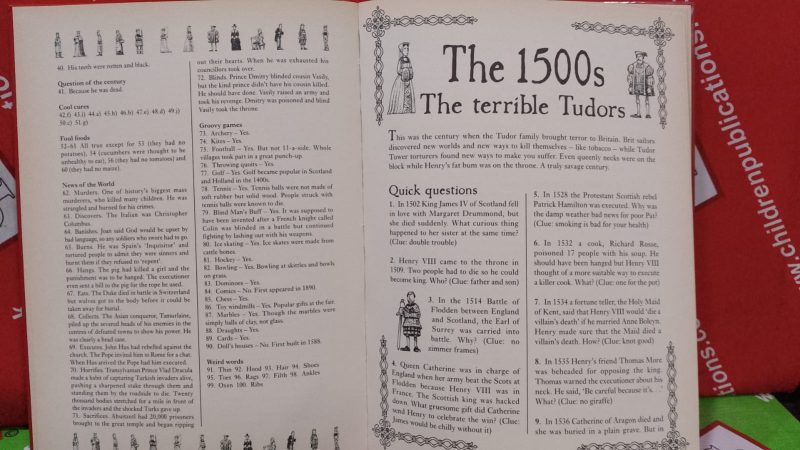 40. His teeth were rotten and black.
Question of the century
41. Because he was dead.
Cool cures
42.f) 43.i) 44.a) 45.h) 46.b) 47.e) 48.d) 49.j)
50.c) 51.g)
Foul foods
52–61 All true except for 53 (they had no
potatoes), 54 (cucumbers were thought to be
unhealthy to eat), 56 (they had no tomatoes) and
60 (they had no maize).
News of the World
62. Murders. One of history's biggest mass
murderers, who killed many children. He was
strangled and burned for his crimes.
63. Discovers. The Italian was Christopher
Columbus.
64. Banishes. Joan said God would be upset by
bad language, so any soldiers who swore had to go.
65. Burns. He was Spain's 'Inquisitor' and
tortured people to admit they were sinners and
burnt them if they refused to 'repent'.
66. Hangs. The pig had killed a girl and the
punishment was to be hanged. The executioner
even sent a bill to the pig for the rope he used.
67. Eats. The Duke died in battle in Switzerland
but wolves got to the body before it could be
taken away for burial.
68. Collects. The Asian conqueror, Tamurlaine,
piled up the severed heads of his enemies in the
centres of defeated towns to show his power. He
was clearly a head case.
69. Executes. John Hus had rebelled against the
church. The Pope invited him to Rome for a chat.
When Hus arrived the Pope had him executed.
70. Horrifies. Transylvanian Prince Vlad Dracula
made a habit of capturing Turkish invaders alive,
pushing a sharpened stake through them and
standing them by the roadside to die. Twenty
thousand bodies stretched for a mile in front of
the invaders and the shocked Turks gave up.
71. Sacrifices. Ahuitzotl had 20,000 prisoners
brought to the great temple and began ripping
out their hearts. When he was exhausted his
councillors took over.
72. Blinds. Prince Dmitry blinded cousin Vasily,
but the kind prince didn't have his cousin killed.
He should have done. Vasily raised an army and
took his revenge. Dmitry was poisoned and blind
Vasily took the throne.
Groovy games
73. Archery – Yes.
74. Kites – Yes.
75. Football – Yes. But not 11-a-side. Whole
villages took part in a great punch-up.
76. Throwing quoits – Yes.
77. Golf – Yes. Golf became popular in Scotland
and Holland in the 1400s.
78. Tennis – Yes. Tennis balls were not made of
soft rubber but solid wood. People struck with
tennis balls were known to die.
79. Blind Man's Buff – Yes. It was supposed to
have been invented after a French knight called
Colin was blinded in a battle but continued
fighting by lashing out with his weapons.
80. Ice skating – Yes. Ice skates were made from
cattle bones.
81. Hockey – Yes.
82. Bowling – Yes. Bowling at skittles and bowls
on grass.
83. Dominoes – Yes.
84. Comics – No. First appeared in 1890.
85. Chess – Yes.
86. Toy windmills – Yes. Popular gifts at the fair.
87. Marbles – Yes. Though the marbles were
simply balls of clay, not glass.
88. Draughts – Yes.
89. Cards – Yes.
90. Doll's houses – No. First built in 1588.
Weird words
91. Thin 92. Hood 93. Hair 94. Shoes
95. Ties 96. Rags 97. Filth 98. Ankles
99. Oven 100. Ribs
The 1500s
The terrible Tudors
This was the century when the Tudor family brought terror to Britain. Brit sailors
discovered new worlds and new ways to kill themselves – like tobacco – while Tudor
Tower torturers found new ways to make you suffer. Even queenly necks were on the
block while Henry's fat bum was on the throne. A truly savage century.
Quick questions
1. In 1502 King James IV of Scotland fell
in love with Margaret Drummond, but
she died suddenly. What curious thing
happened to her sister at the same time?
(Clue: double trouble)
2. Henry VIII came to the throne in
1509. Two people had to die so he could
become king. Who? (Clue: father and son)
3. In the 1514 Battle of
Flodden between England
and Scotland, the Earl of
Surrey was carried into
battle. Why? (Clue: no
zimmer frames)
4. Queen Catherine was in charge of
England when her army beat the Scots at
Flodden because Henry VIII was in
France. The Scottish king was hacked
down. What gruesome gift did Catherine
send Henry to celebrate the win? (Clue:
James would be chilly without it)
5. In 1528 the Protestant Scottish rebel
Patrick Hamilton was executed. Why was
the damp weather bad news for poor Pat?
(Clue: smoking is bad for your health)
6. In 1532 a cook, Richard Rosse,
poisoned 17 people with his soup. He
should have been hanged but Henry VIII
thought of a more suitable way to execute
a killer cook. What? (Clue: one for the pot)
7. In 1534 a fortune teller, the Holy Maid
of Kent, said that Henry VIII would 'die a
villain's death' if he married Anne Boleyn.
Henry made sure that the Maid died a
villain's death. How? (Clue: knot good)
8. In 1535 Henry's friend Thomas More
was beheaded for opposing the king.
Thomas warned the executioner about his
neck. He said, 'Be careful because it's. . .'
What? (Clue: no giraffe)
9. In 1536 Catherine of Aragon died and
she was buried in a plain grave. But in
www.childrenpublications.